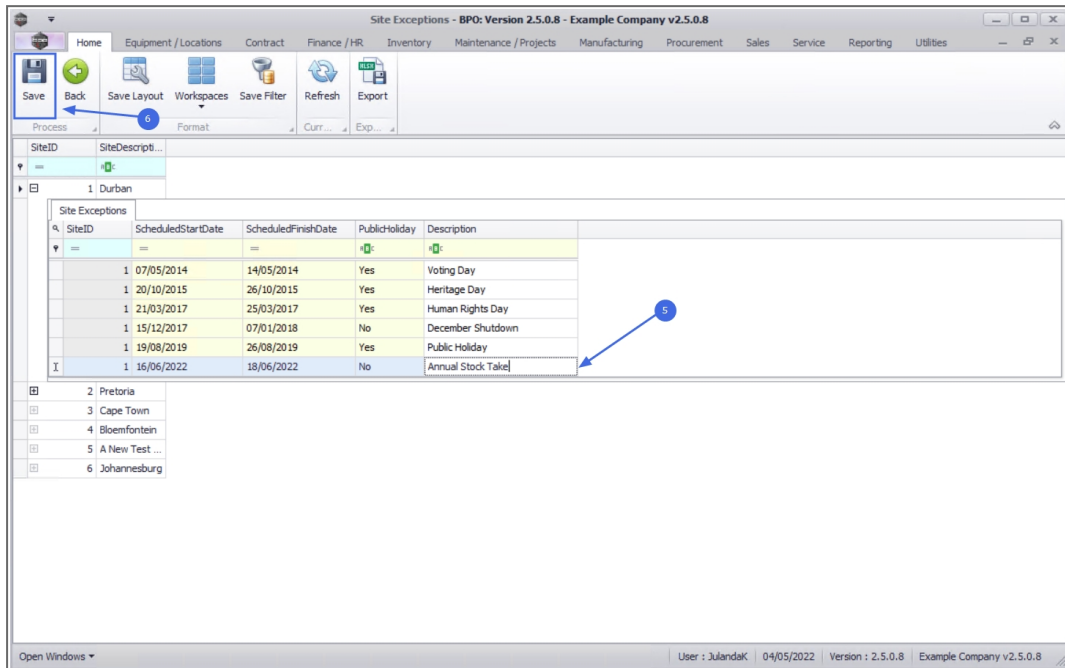 Site Exceptions - BPO: Version 2.5.0.8 - Example Company v2.5.0.8
Home Equipment / Locations Contract Finance / HR Inventory Maintenance / Projects Manufacturing Procurement Sales Service Reporting Utilities
Save Back Save Layout Workspaces Save Filter Refresh Export
6
Process Format Curr... Exp...
SiteID SiteDescripti...
= ABC
1 Durban
Site Exceptions
SiteID ScheduledStartDate ScheduledFinishDate PublicHoliday Description
= = = ABC ABC
1 07/05/2014 14/05/2014 Yes Voting Day
1 20/10/2015 26/10/2015 Yes Heritage Day
1 21/03/2017 25/03/2017 Yes Human Rights Day
5
1 15/12/2017 07/01/2018 No December Shutdown
1 19/08/2019 26/08/2019 Yes Public Holiday
1 16/06/2022 18/06/2022 No Annual Stock Take
2 Pretoria
3 Cape Town
4 Bloemfontein
5 A New Test ...
6 Johannesburg
Open Windows User : JulandaK 04/05/2022 Version : 2.5.0.8 Example Company v2.5.0.8